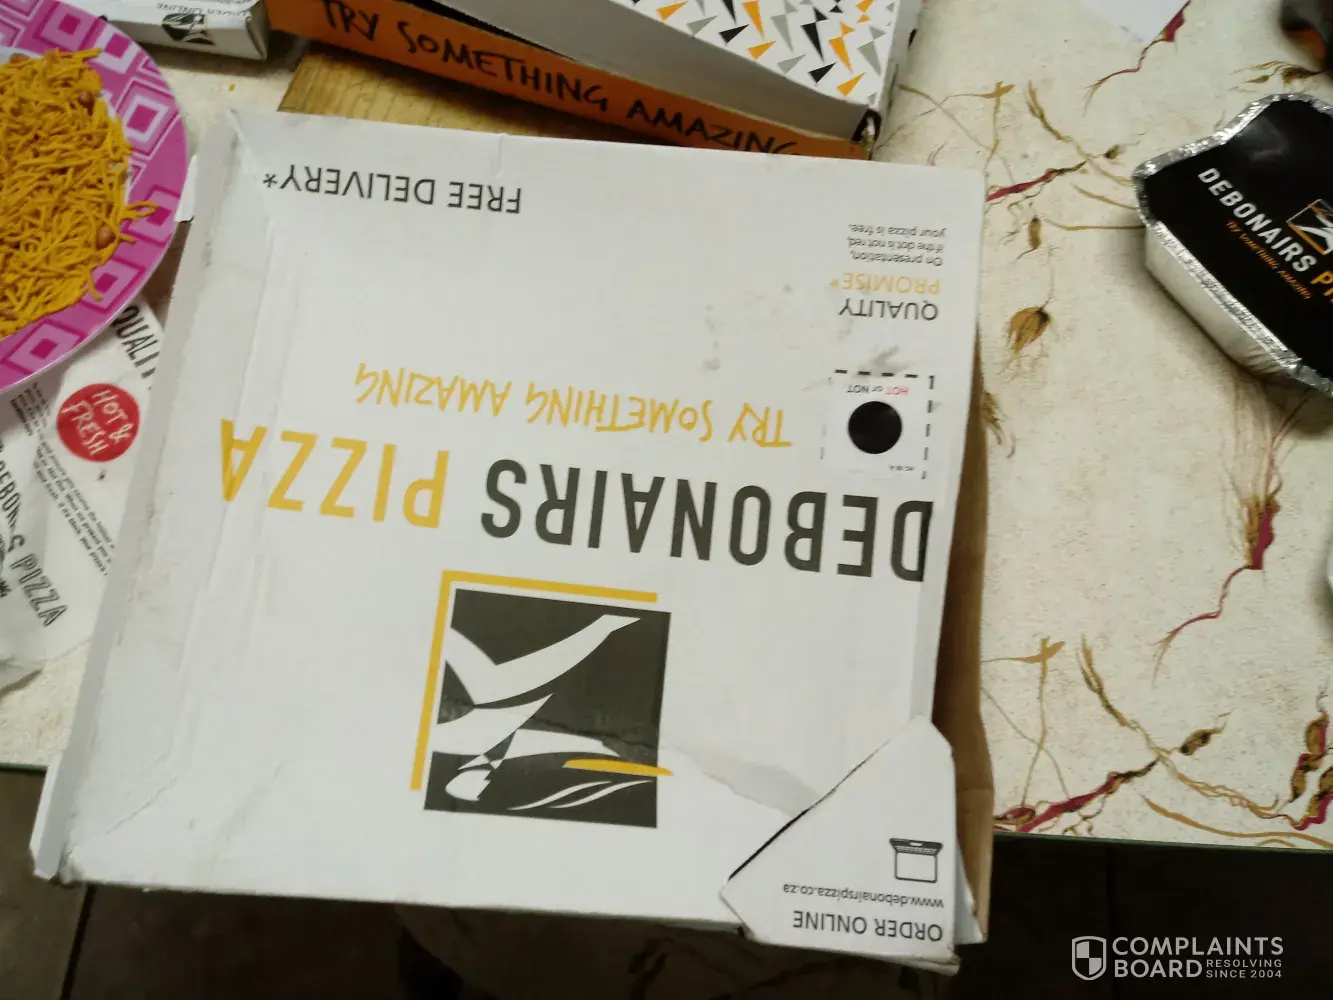 ORDER ONLINE
TRY SOMETHING AMAZING
FREE DELIVERY*
QUALITY
PROMISE*
On presentation,
if the dot is not red,
your pizza is free.
HOT or NOT
DEBONAIRS PIZZA
TRY SOMETHING AMAZING
ORDER ONLINE
www.debonairspizza.co.za
DEBONAIRS
TRY SOMETHING AMAZING
HOT &
FRESH
PIZZA
COMPLAINTS
BOARD RESOLVING
SINCE 2004